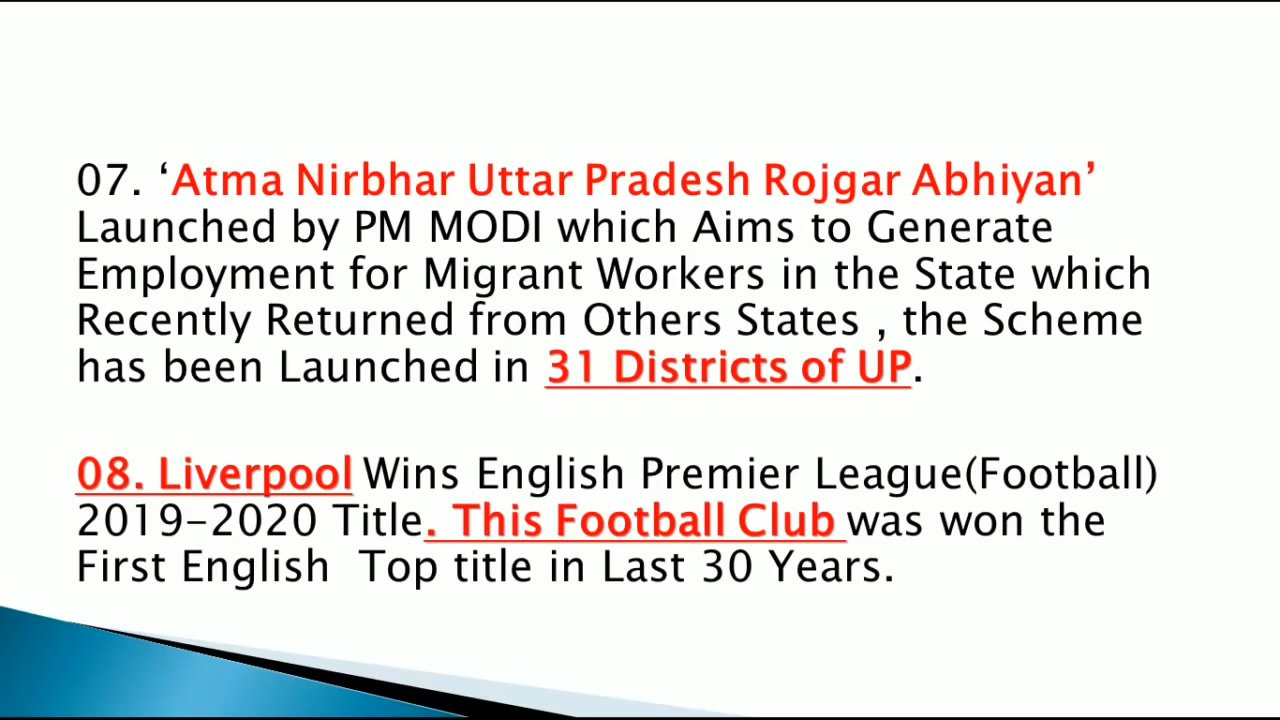 07. ‘Atma Nirbhar Uttar Pradesh Rojgar Abhiyan’
Launched by PM MODI which Aims to Generate
Employment for Migrant Workers in the State which
Recently Returned from Others States , the Scheme
has been Launched in 31 Districts of UP.
08. Liverpool Wins English Premier League(Football)
2019-2020 Title. This Football Club was won the
First English  Top title in Last 30 Years.